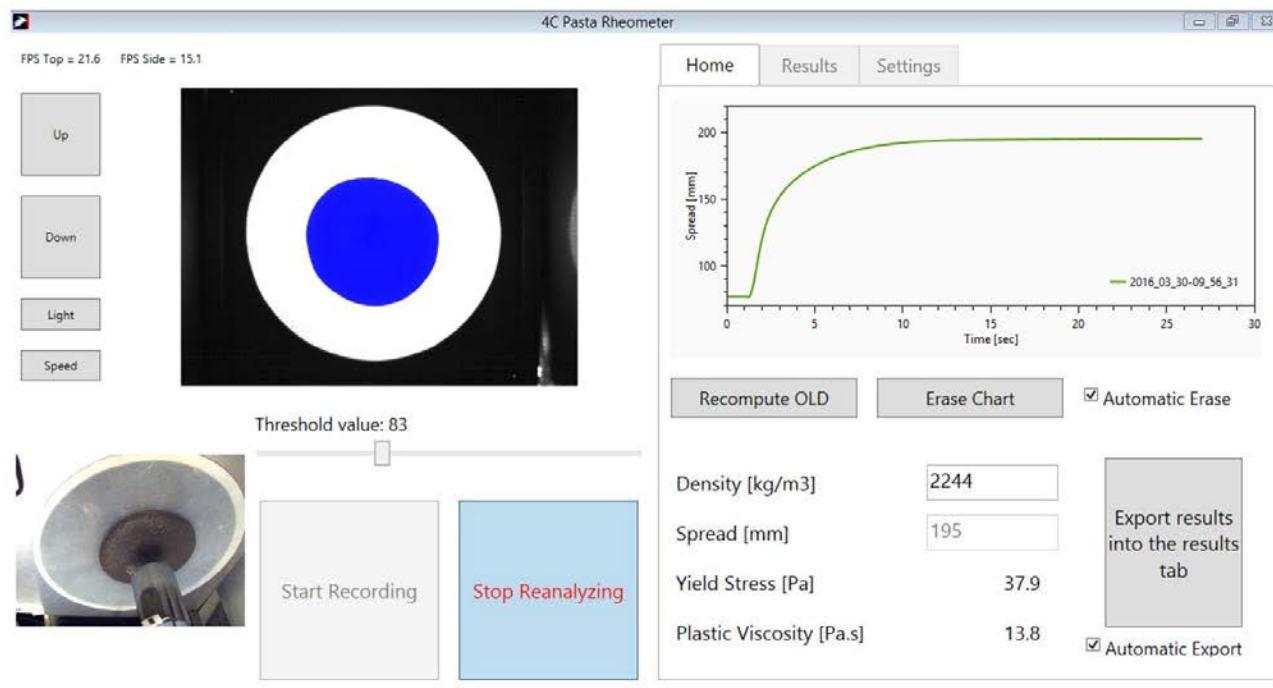 4C Pasta Rheometer
FPS Top = 21.6 FPS Side = 15.1
Up
Down
Light
Speed
Threshold value: 83
Start Recording
Stop Reanalyzing
Home Results Settings
Spread [mm]
200
150
100
0 5 10 15 20 25 30
Time [sec]
2016_03_30-09_56_31
Recompute OLD
Erase Chart
Automatic Erase
Density [kg/m3] 2244
Spread [mm] 195
Yield Stress [Pa] 37.9
Plastic Viscosity [Pa.s] 13.8
Export results
into the results
tab
Automatic Export